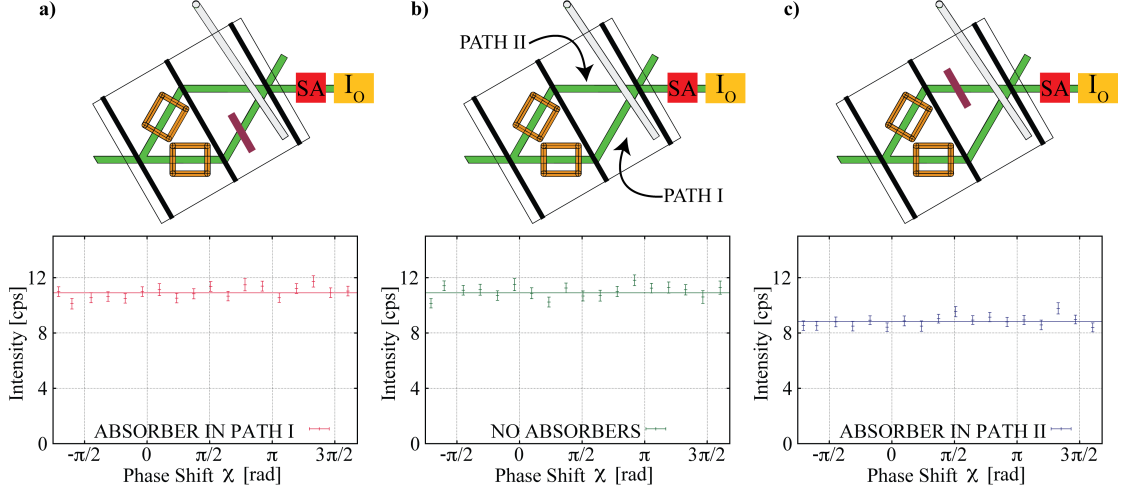 a)
SA
I_O
b)
PATH II
SA
I_O
PATH I
c)
SA
I_O
Intensity [cps]
12
8
4
0
ABSORBER IN PATH I
-π/2
0
π/2
π
3π/2
Phase Shift χ [rad]
Intensity [cps]
12
8
4
0
NO ABSORBERS
-π/2
0
π/2
π
3π/2
Phase Shift χ [rad]
Intensity [cps]
12
8
4
0
ABSORBER IN PATH II
-π/2
0
π/2
π
3π/2
Phase Shift χ [rad]